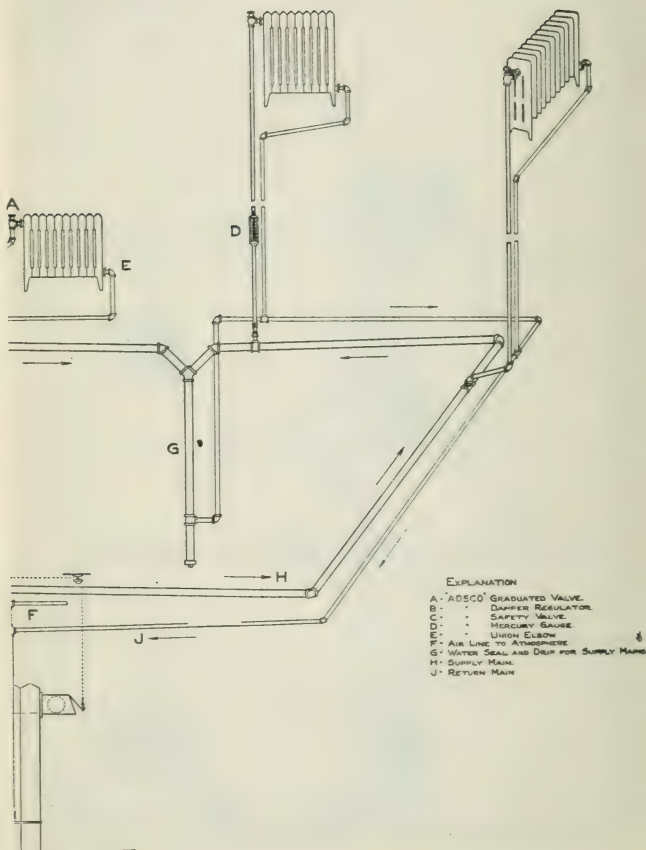 A
D
E
G
H
F
J
EXPLANATION
A - "ADSCO" GRADUATED VALVE
B - " DAMPER REGULATOR
C - " SAFETY VALVE
D - " MERCURY GAUGE
E - " UNION ELBOW
F - AIR LINE TO ATMOSPHERE
G - WATER SEAL AND DRIP FOR SUPPLY MAINS
H - SUPPLY MAIN
J - RETURN MAIN